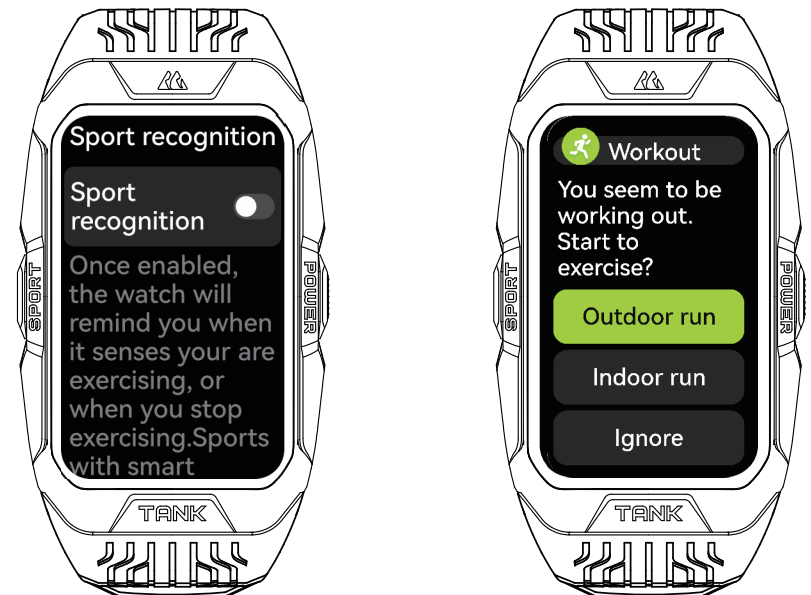 Sport recognition
Sport
recognition
Once enabled,
the watch will
remind you when
it senses your are
exercising, or
when you stop
exercising.Sports
with smart
SPORT
POWER
TANK
Workout
You seem to be
working out.
Start to
exercise?
Outdoor run
Indoor run
Ignore
SPORT
POWER
TANK